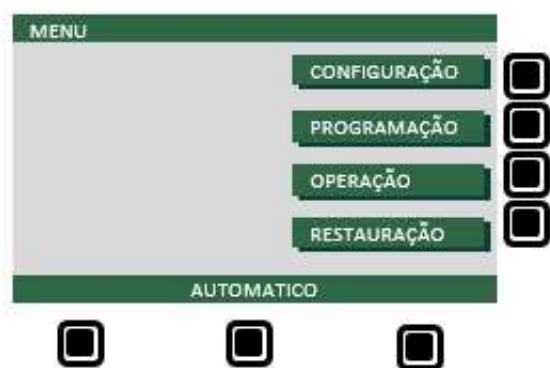 MENU
CONFIGURAÇÃO
PROGRAMAÇÃO
OPERAÇÃO
RESTAURAÇÃO
AUTOMATICO